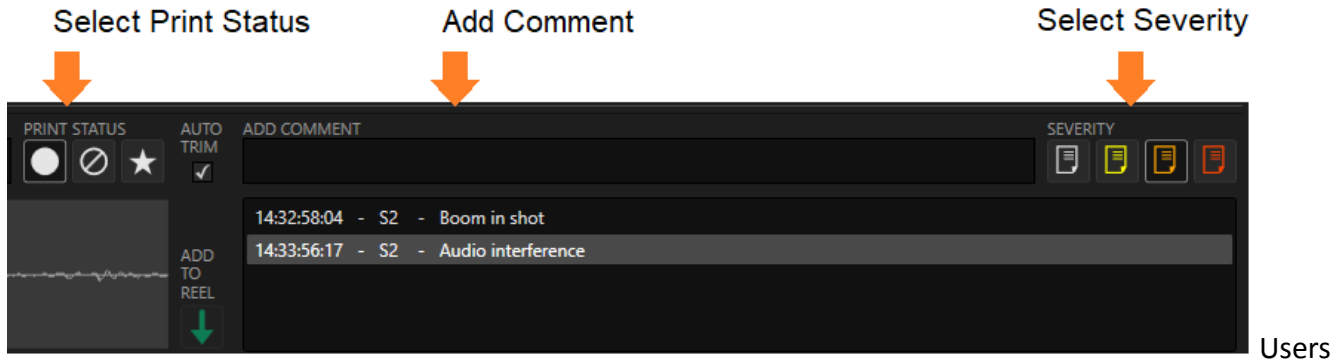 Select Print Status
Add Comment
Select Severity
PRINT STATUS
AUTO
TRIM
ADD COMMENT
SEVERITY
14:32:58:04 - S2 - Boom in shot
14:33:56:17 - S2 - Audio interference
ADD
TO
REEL
Users